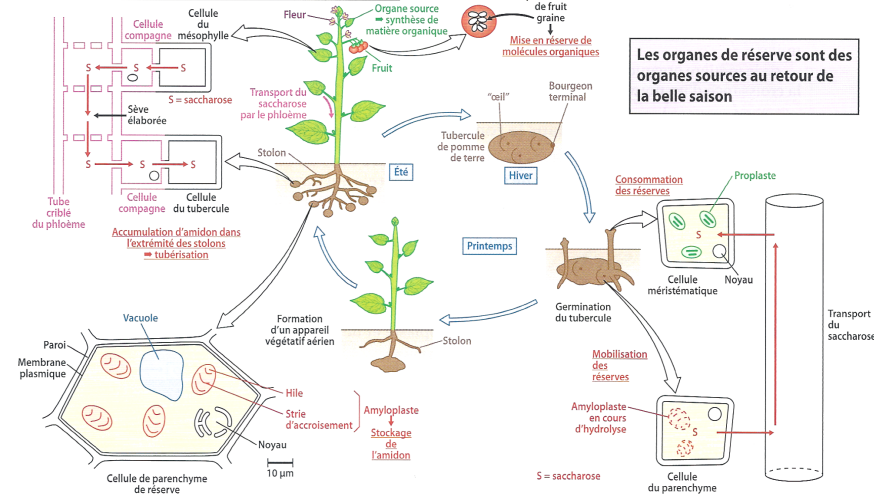 Fleur
Organe source
➡ synthèse de
matière organique
Fruit
Cellule
du
mésophylle
Cellule
compagne
S
S
S
S = saccharose
Sève
élaborée
S
S
S
Tube
criblé
du phloème
Cellule
compagne
Cellule
du tubercule
Accumulation d'amidon dans
l'extrémité des stolons
➡ tubérisation
Transport du
saccharose
par le phloème
Stolon
Été
de fruit
graine
Mise en réserve de
molécules organiques
Les organes de réserve sont des
organes sources au retour de
la belle saison
"œil"
Bourgeon
terminal
Tubercule
de pomme
de terre
Hiver
Consommation
des réserves
Proplaste
S
Cellule
méristématique
Noyau
Printemps
Germination
du tubercule
Transport
du
saccharose
Formation
d'un appareil
végétatif aérien
Stolon
Mobilisation
des
réserves
Amyloplaste
en cours
d'hydrolyse
S
S = saccharose
Cellule
du parenchyme
Vacuole
Paroi
Membrane
plasmique
Hile
Strie
d'accroisement
Amyloplaste
Stockage
de
l'amidon
Noyau
10 µm
Cellule de parenchyme
de réserve